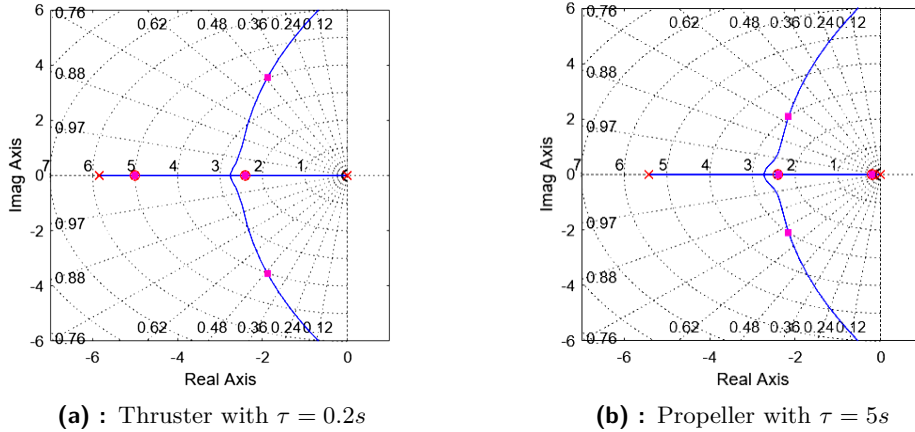 0.76 0.62 0.48 0.36 0.24 0.12
0.88
0.97
7 6 5 4 3 2 1
0.97
0.88
0.76 0.62 0.48 0.36 0.24 0.12
6
4
2
0
-2
-4
-6
Imag Axis
-6 -4 -2 0
Real Axis
(a) : Thruster with τ = 0.2s
0.76 0.62 0.48 0.36 0.24 0.12
0.88
0.97
7 6 5 4 3 2 1
0.97
0.88
0.76 0.62 0.48 0.36 0.24 0.12
6
4
2
0
-2
-4
-6
Imag Axis
-6 -4 -2 0
Real Axis
(b) : Propeller with τ = 5s